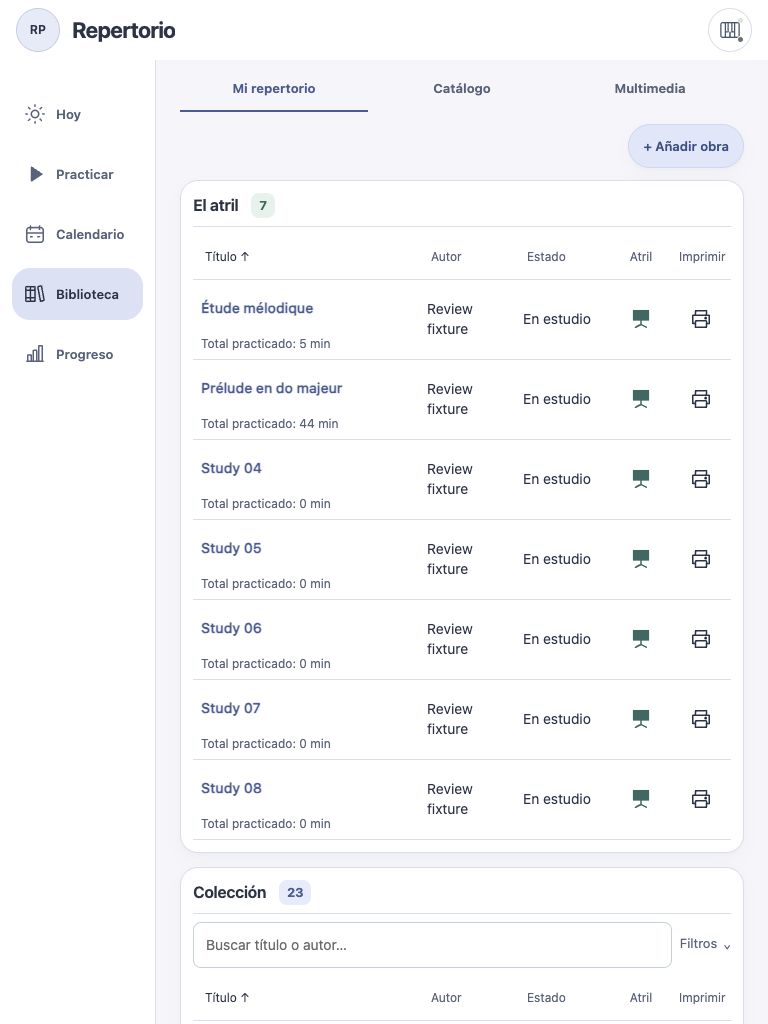 RP
Repertorio
Hoy
Practicar
Calendario
Biblioteca
Progreso
Mi repertorio
Catálogo
Multimedia
+ Añadir obra
El atril 7
Título ↑ Autor Estado Atril Imprimir
Étude mélodique
Total practicado: 5 min
Review
fixture
En estudio
Prélude en do majeur
Total practicado: 44 min
Review
fixture
En estudio
Study 04
Total practicado: 0 min
Review
fixture
En estudio
Study 05
Total practicado: 0 min
Review
fixture
En estudio
Study 06
Total practicado: 0 min
Review
fixture
En estudio
Study 07
Total practicado: 0 min
Review
fixture
En estudio
Study 08
Total practicado: 0 min
Review
fixture
En estudio
Colección 23
Buscar título o autor...
Filtros
Título ↑ Autor Estado Atril Imprimir